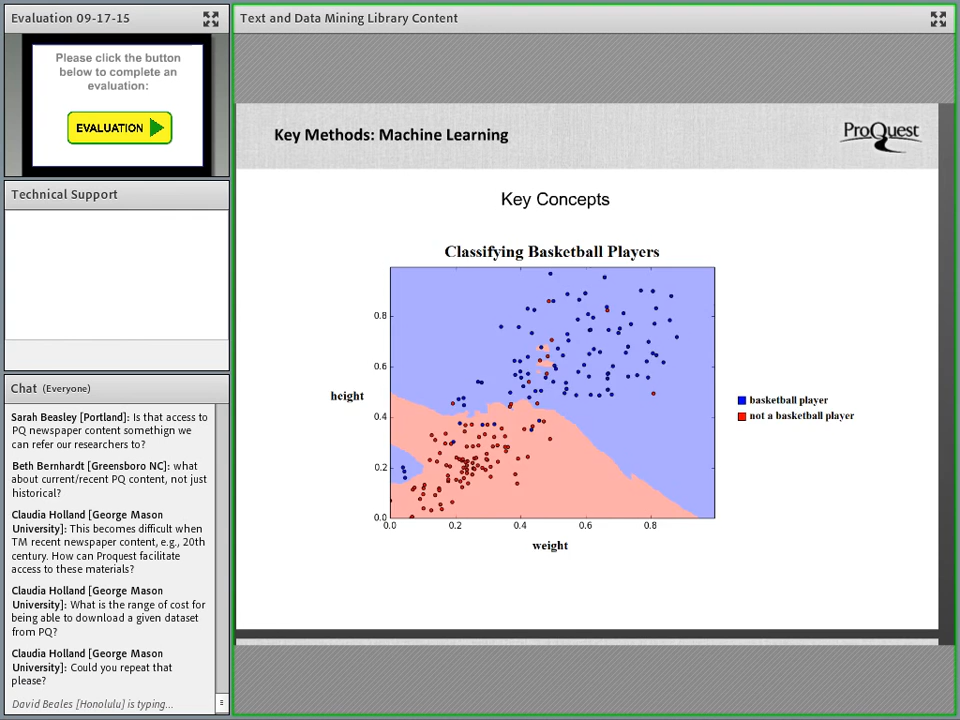 Evaluation 09-17-15
Please click the button
below to complete an
evaluation:
EVALUATION
Technical Support
Chat (Everyone)
Sarah Beasley [Portland]: Is that access to
PQ newspaper content somethign we
can refer our researchers to?
Beth Bernhardt [Greensboro NC]: what
about current/recent PQ content, not just
historical?
Claudia Holland [George Mason
University]: This becomes difficult when
TM recent newspaper content, e.g., 20th
century. How can Proquest facilitate
access to these materials?
Claudia Holland [George Mason
University]: What is the range of cost for
being able to download a given dataset
from PQ?
Claudia Holland [George Mason
University]: Could you repeat that
please?
David Beales [Honolulu] is typing...
Text and Data Mining Library Content
Key Methods: Machine Learning
ProQuest
Key Concepts
Classifying Basketball Players
height
0.8
0.6
0.4
0.2
0.0
0.0 0.2 0.4 0.6 0.8
weight
basketball player
not a basketball player